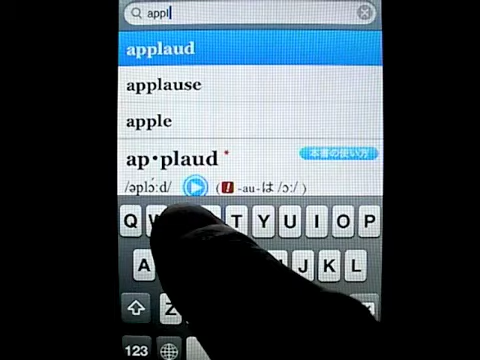 appl
applaud
applause
apple
ap•plaud *
本書の使い方
/əplɔ́ːd/ ( ! -au-は /ɔː/ )
Q W T Y U I O P
A J K L
Z
123